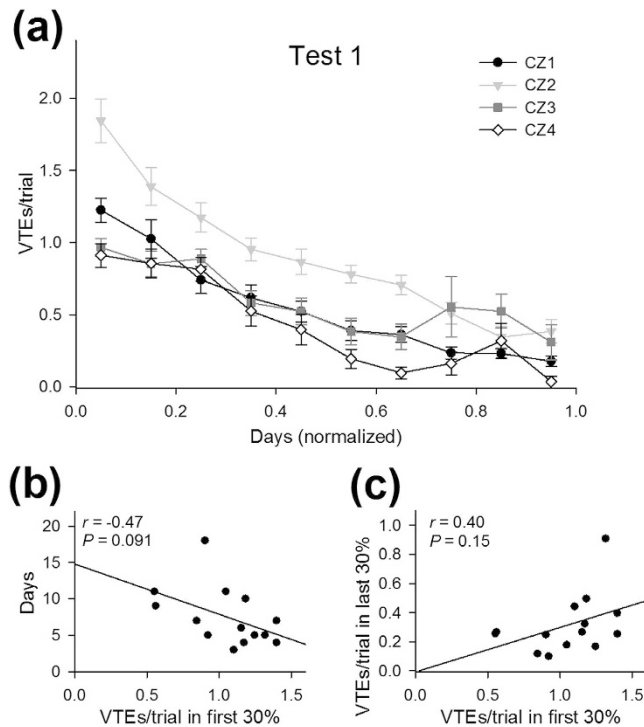 (a)
Test 1
CZ1
CZ2
CZ3
CZ4
VTEs/trial
2.0
1.5
1.0
0.5
0.0
0.0 0.2 0.4 0.6 0.8 1.0
Days (normalized)
(b)
r = -0.47
P = 0.091
Days
20
15
10
5
0
0.0 0.5 1.0 1.5
VTEs/trial in first 30%
(c)
r = 0.40
P = 0.15
VTEs/trial in last 30%
1.0
0.8
0.6
0.4
0.2
0.0
0.0 0.5 1.0 1.5
VTEs/trial in first 30%